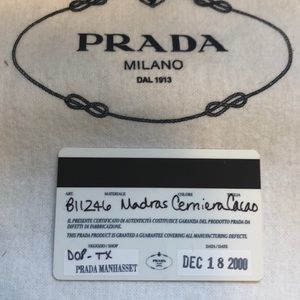 PRADA
MILANO
DAL 1913
ART. MATERIALE COLORE TAGLIA
B11246 Madras Cerniera Cacao
IL PRESENTE CERTIFICATO DI AUTENTICITÀ COSTITUISCE GARANZIA DEL PRODOTTO PRADA DA
DIFETTI DI FABBRICAZIONE.
THIS PRADA PRODUCT IS GRANTED A GUARANTEE COVERING ALL MANUFACTURING DEFECTS.
NEGOZIO / SHOP DATA / DATE
DOP-TX
PRADA MANHASSET
PRADA
DEC 18 2000